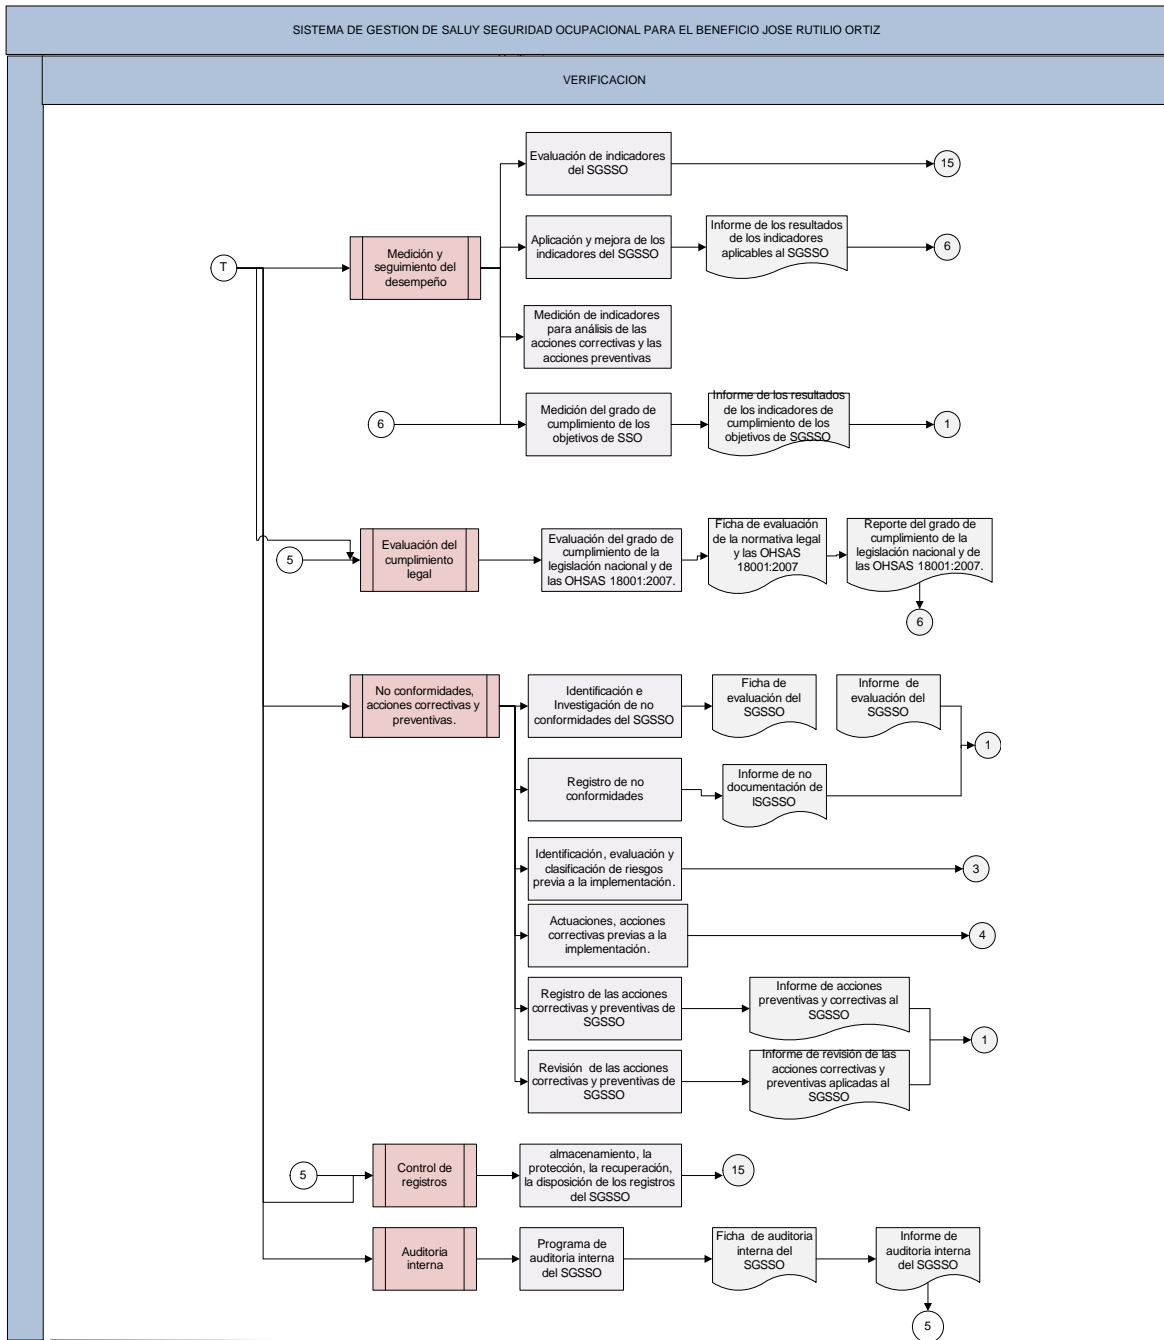 SISTEMA DE GESTION DE SALUY SEGURIDAD OCUPACIONAL PARA EL BENEFICIO JOSE RUTILIO ORTIZ
VERIFICACION
Evaluación de indicadores
del SGSSO
15
T
Medición y
seguimiento del
desempeño
Aplicación y mejora de los
indicadores del SGSSO
Informe de los resultados
de los indicadores
aplicables al SGSSO
6
Medición de indicadores
para análisis de las
acciones correctivas y las
acciones preventivas
6
Medición del grado de
cumplimiento de los
objetivos de SSO
Informe de los resultados
de los indicadores de
cumplimiento de los
objetivos de SGSSO
1
5
Evaluación del
cumplimiento
legal
Evaluación del grado de
cumplimiento de la
legislación nacional y de
las OHSAS 18001:2007.
Ficha de evaluación
de la normativa legal
y las OHSAS
18001:2007
Reporte del grado de
cumplimiento de la
legislación nacional y de
las OHSAS 18001:2007.
6
No conformidades,
acciones correctivas y
preventivas.
Identificación e
Investigación de no
conformidades del SGSSO
Ficha de
evaluación del
SGSSO
Informe de
evaluación del
SGSSO
1
Registro de no
conformidades
Informe de no
documentación de
lSGSSO
Identificación, evaluación y
clasificación de riesgos
previa a la implementación.
3
Actuaciones, acciones
correctivas previas a la
implementación.
4
Registro de las acciones
correctivas y preventivas de
SGSSO
Informe de acciones
preventivas y correctivas al
SGSSO
1
Revisión de las acciones
correctivas y preventivas de
SGSSO
Informe de revisión de las
acciones correctivas y
preventivas aplicadas al
SGSSO
5
Control de
registros
almacenamiento, la
protección, la recuperación,
la disposición de los registros
del SGSSO
15
Auditoria
interna
Programa de
auditoria interna
del SGSSO
Ficha de auditoria
interna del
SGSSO
Informe de
auditoria interna
del SGSSO
5